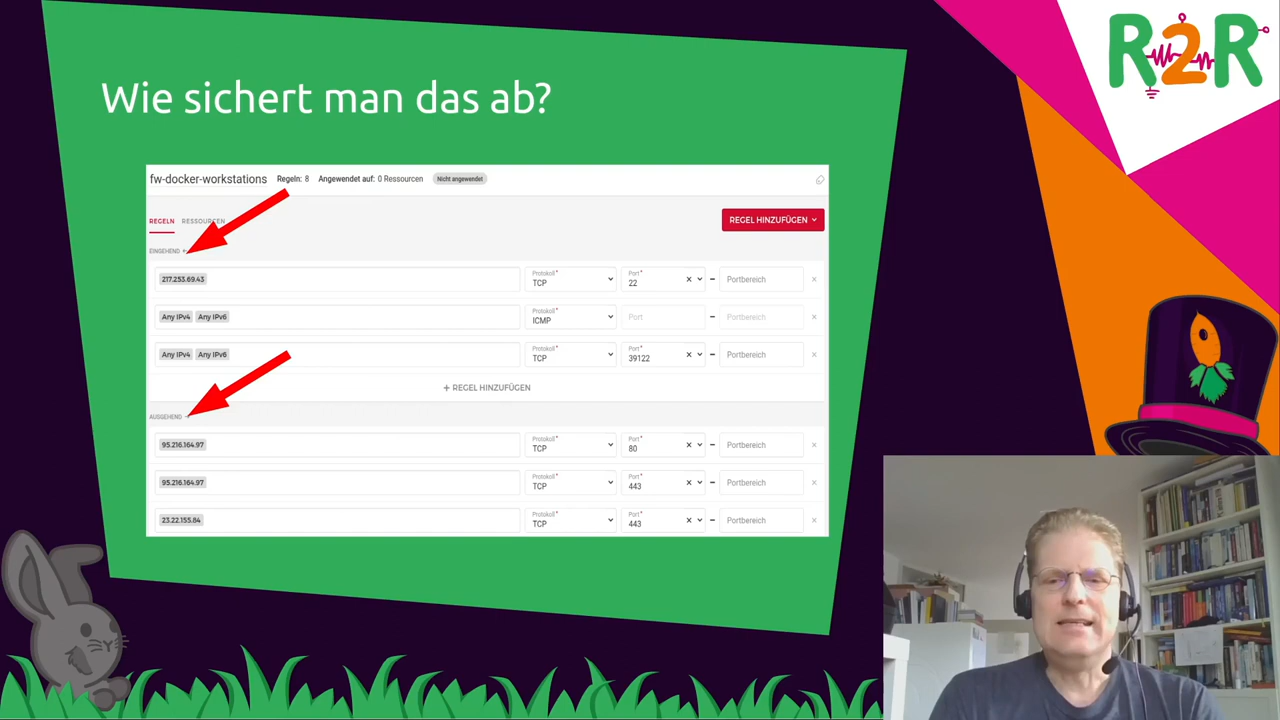 R2R
Wie sichert man das ab?
fw-docker-workstations Regeln: 8 Angewendet auf: 0 Ressourcen Nicht angewendet
REGELN RESSOURCEN REGEL HINZUFÜGEN
EINGEHEND
217.253.69.43 Protokoll* TCP Port* 22 Portbereich
Any IPv4 Any IPv6 Protokoll* ICMP Port Portbereich
Any IPv4 Any IPv6 Protokoll* TCP Port* 39122 Portbereich
+ REGEL HINZUFÜGEN
AUSGEHEND
95.216.164.97 Protokoll* TCP Port* 80 Portbereich
95.216.164.97 Protokoll* TCP Port* 443 Portbereich
23.22.155.84 Protokoll* TCP Port* 443 Portbereich